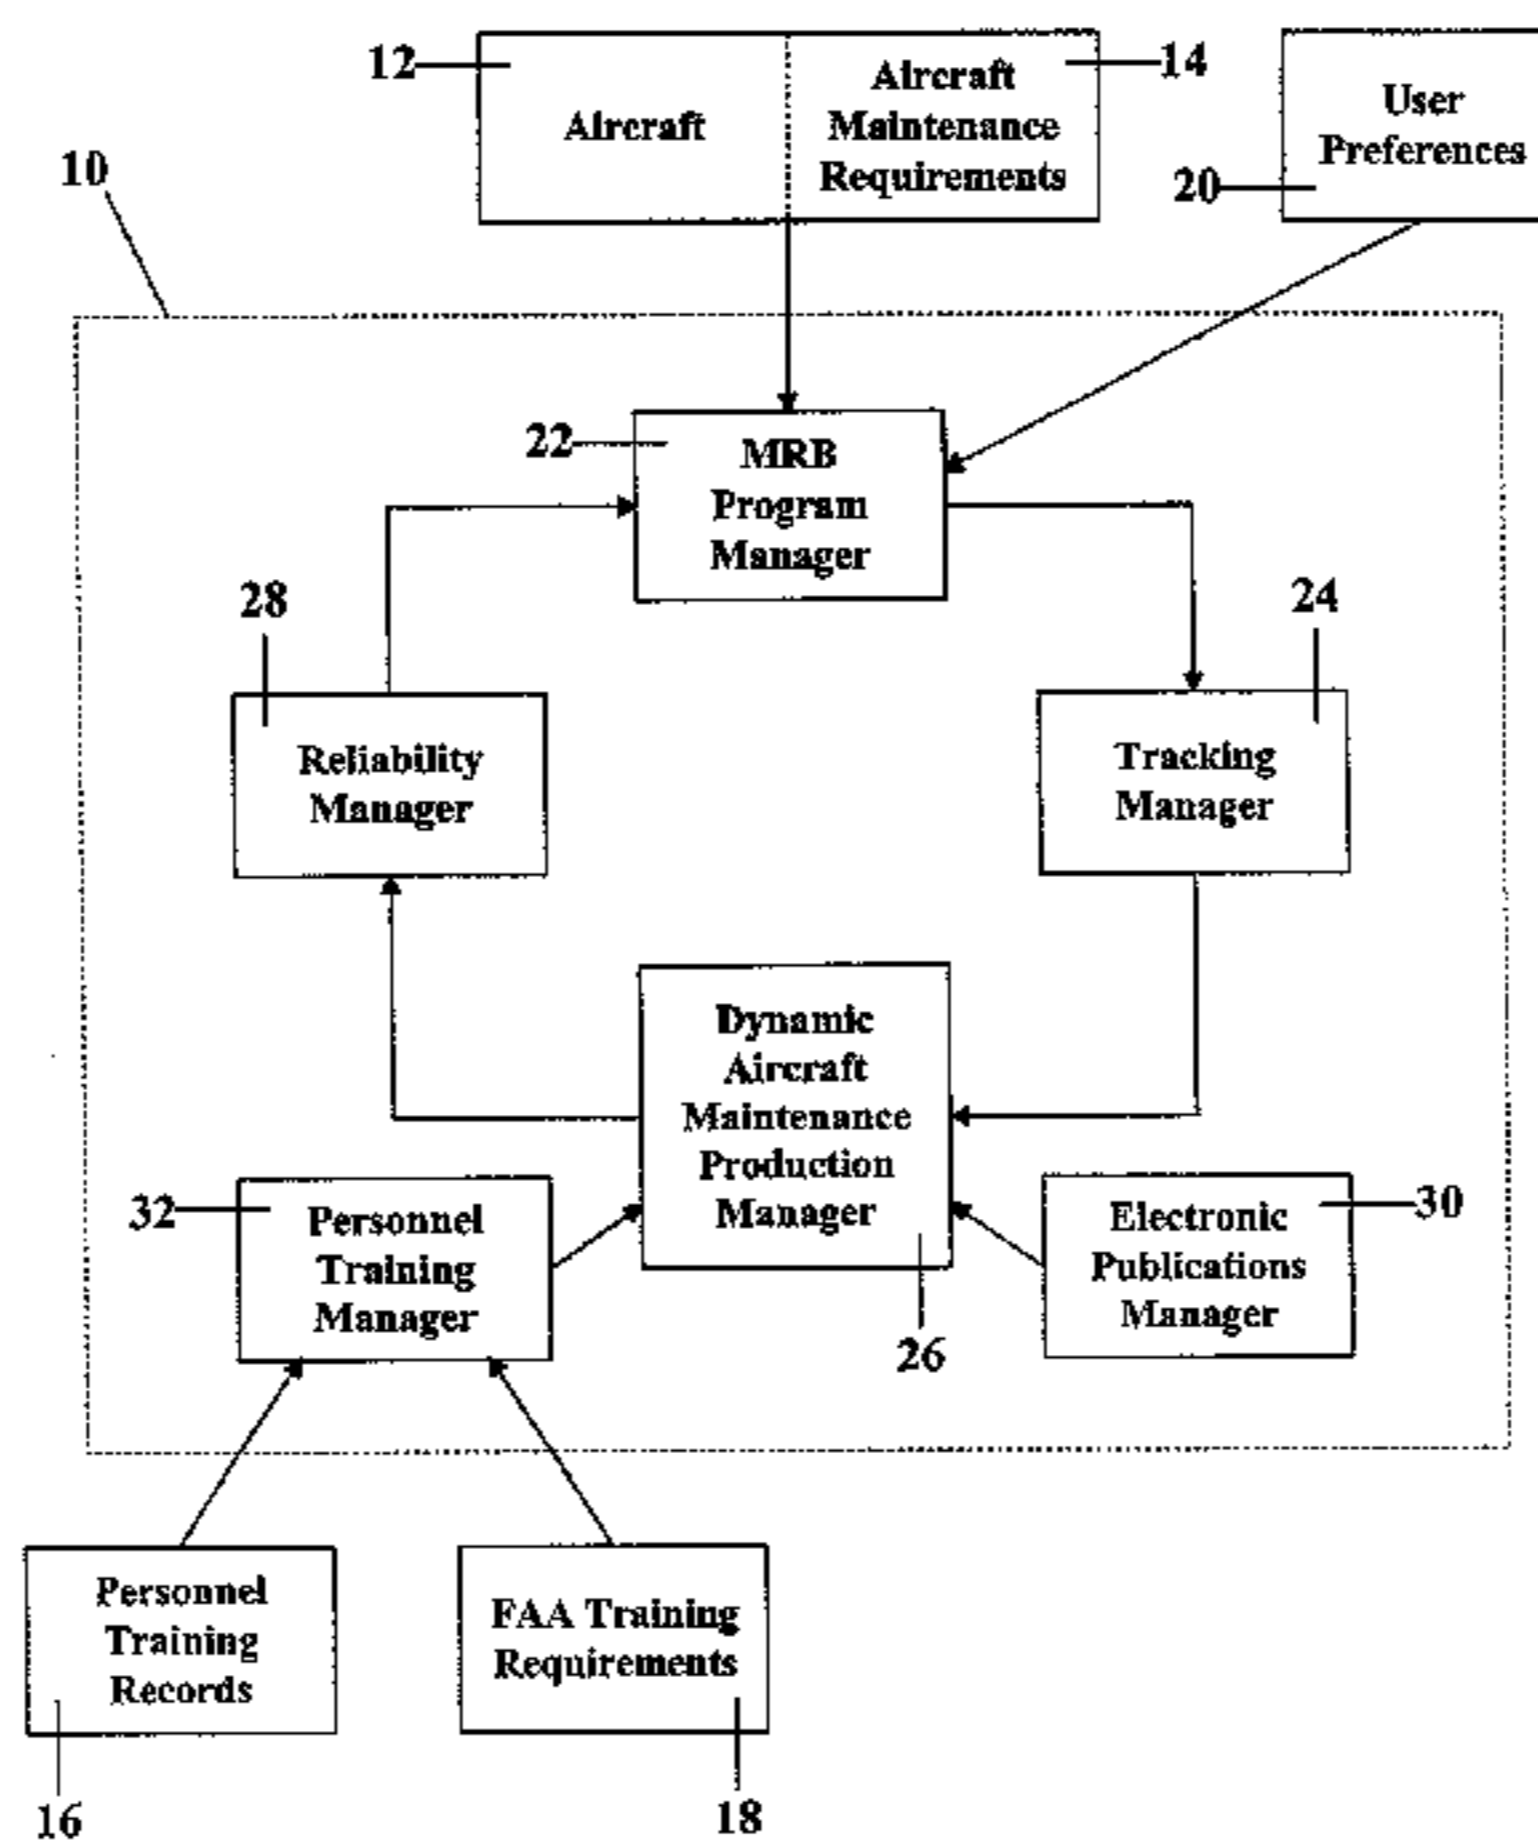 12
Aircraft
Aircraft
Maintenance
Requirements
14
User
Preferences
20
10
22
MRB
Program
Manager
28
Reliability
Manager
24
Tracking
Manager
Dynamic
Aircraft
Maintenance
Production
Manager
26
32
Personnel
Training
Manager
Electronic
Publications
Manager
30
Personnel
Training
Records
16
FAA Training
Requirements
18